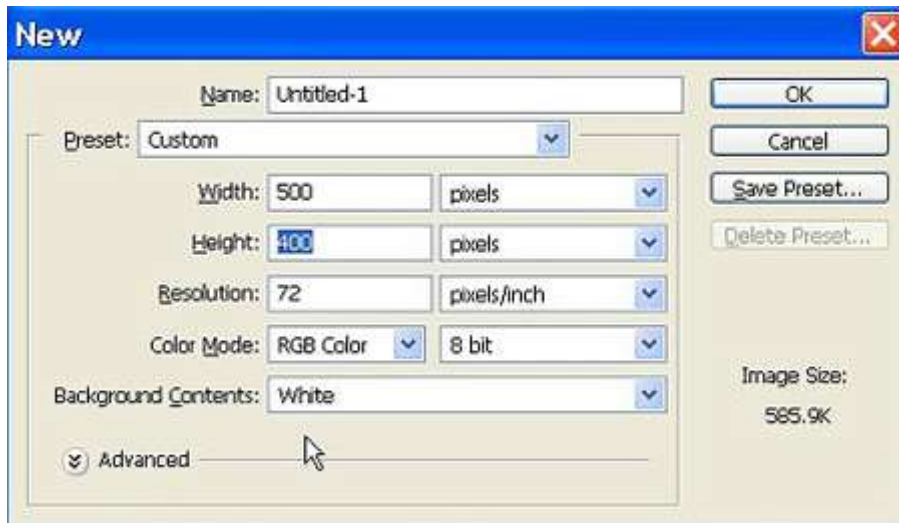 New
Name: Untitled-1
OK
Preset: Custom
Cancel
Width: 500 pixels
Save Preset...
Height: 400 pixels
Delete Preset...
Resolution: 72 pixels/inch
Color Mode: RGB Color 8 bit
Background Contents: White
Image Size:
585.9K
Advanced